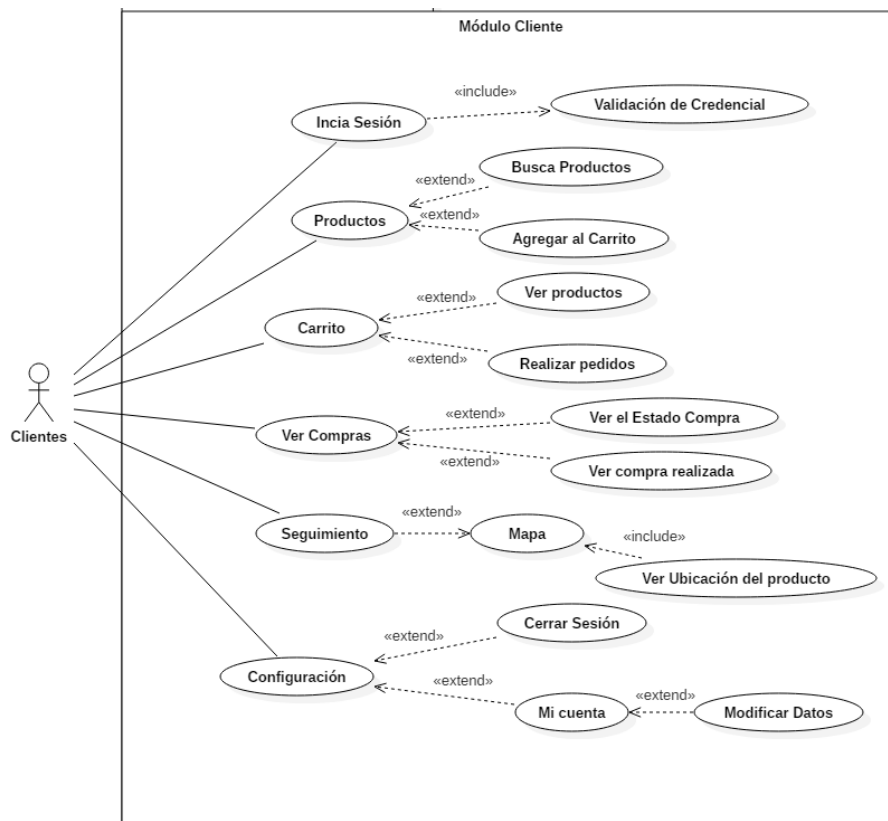 Módulo Cliente
«include»
Validación de Credencial
Incia Sesión
Busca Productos
«extend»
Productos
«extend»
Agregar al Carrito
Ver productos
«extend»
Carrito
«extend»
Realizar pedidos
Clientes
Ver el Estado Compra
«extend»
Ver Compras
«extend»
Ver compra realizada
«extend»
Seguimiento
Mapa
«include»
Ver Ubicación del producto
Cerrar Sesión
«extend»
Configuración
«extend»
Mi cuenta
«extend»
Modificar Datos